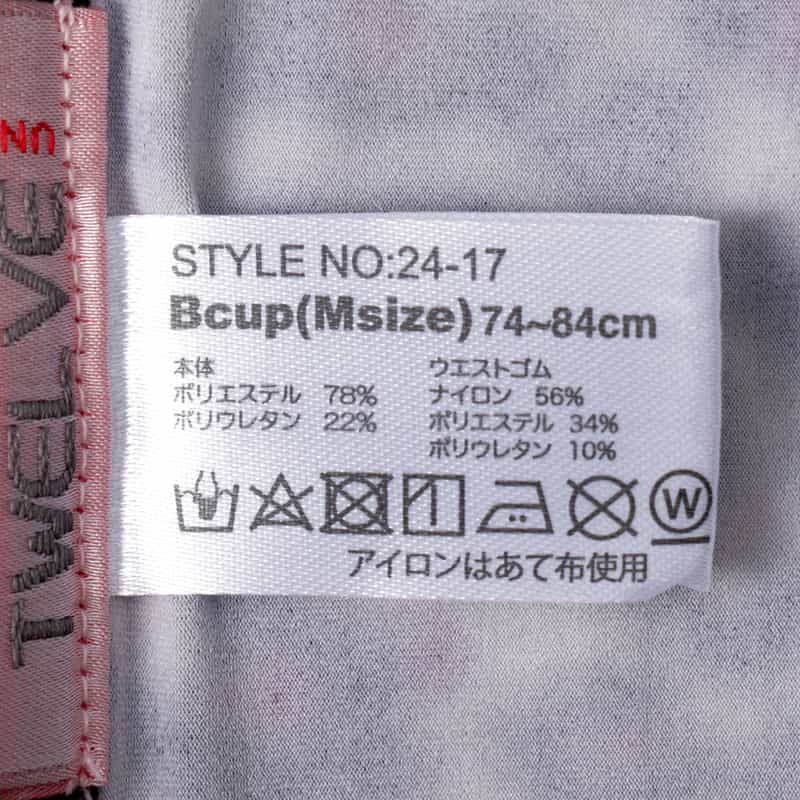 STYLE NO:24-17
Bcup(Msize) 74~84cm
本体
ポリエステル 78%
ポリウレタン 22%
ウエストゴム
ナイロン 56%
ポリエステル 34%
ポリウレタン 10%
W
アイロンはあて布使用
TWELVE
UN